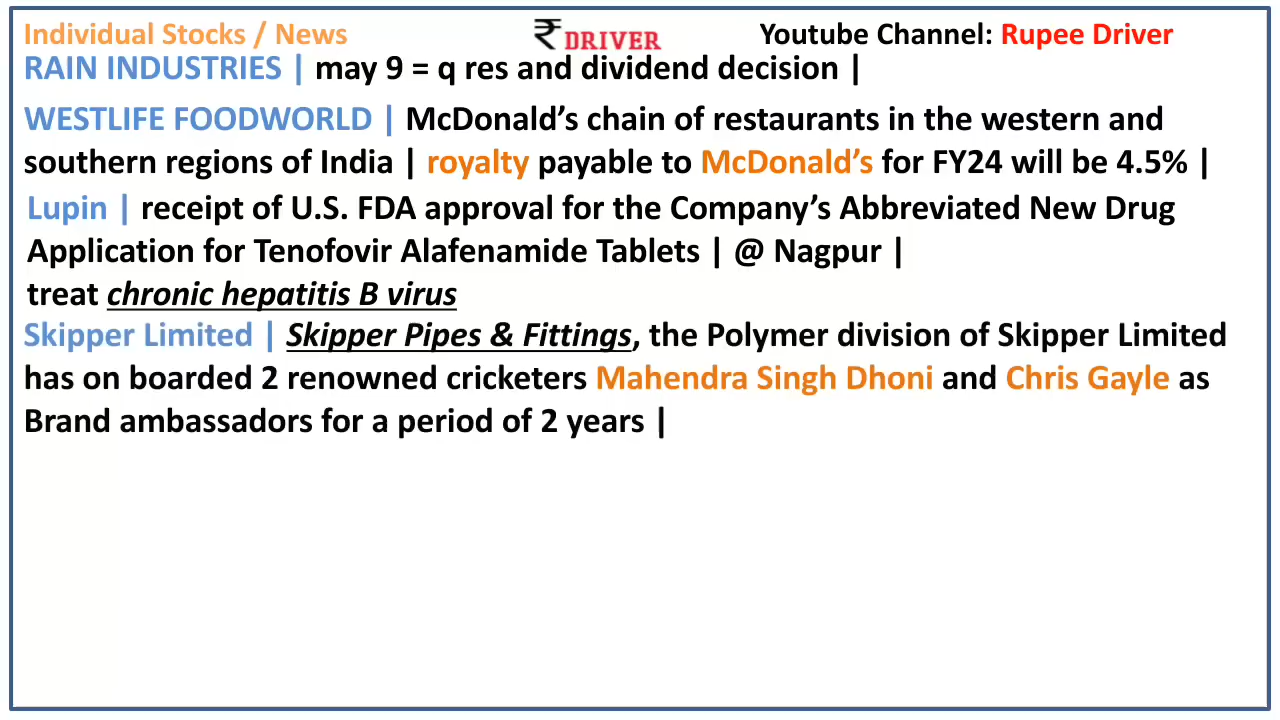 Individual Stocks / News
₹ DRIVER
Youtube Channel: Rupee Driver
RAIN INDUSTRIES | may 9 = q res and dividend decision |
WESTLIFE FOODWORLD | McDonald’s chain of restaurants in the western and
southern regions of India | royalty payable to McDonald’s for FY24 will be 4.5% |
Lupin | receipt of U.S. FDA approval for the Company’s Abbreviated New Drug
Application for Tenofovir Alafenamide Tablets | @ Nagpur |
treat chronic hepatitis B virus
Skipper Limited | Skipper Pipes & Fittings, the Polymer division of Skipper Limited
has on boarded 2 renowned cricketers Mahendra Singh Dhoni and Chris Gayle as
Brand ambassadors for a period of 2 years |